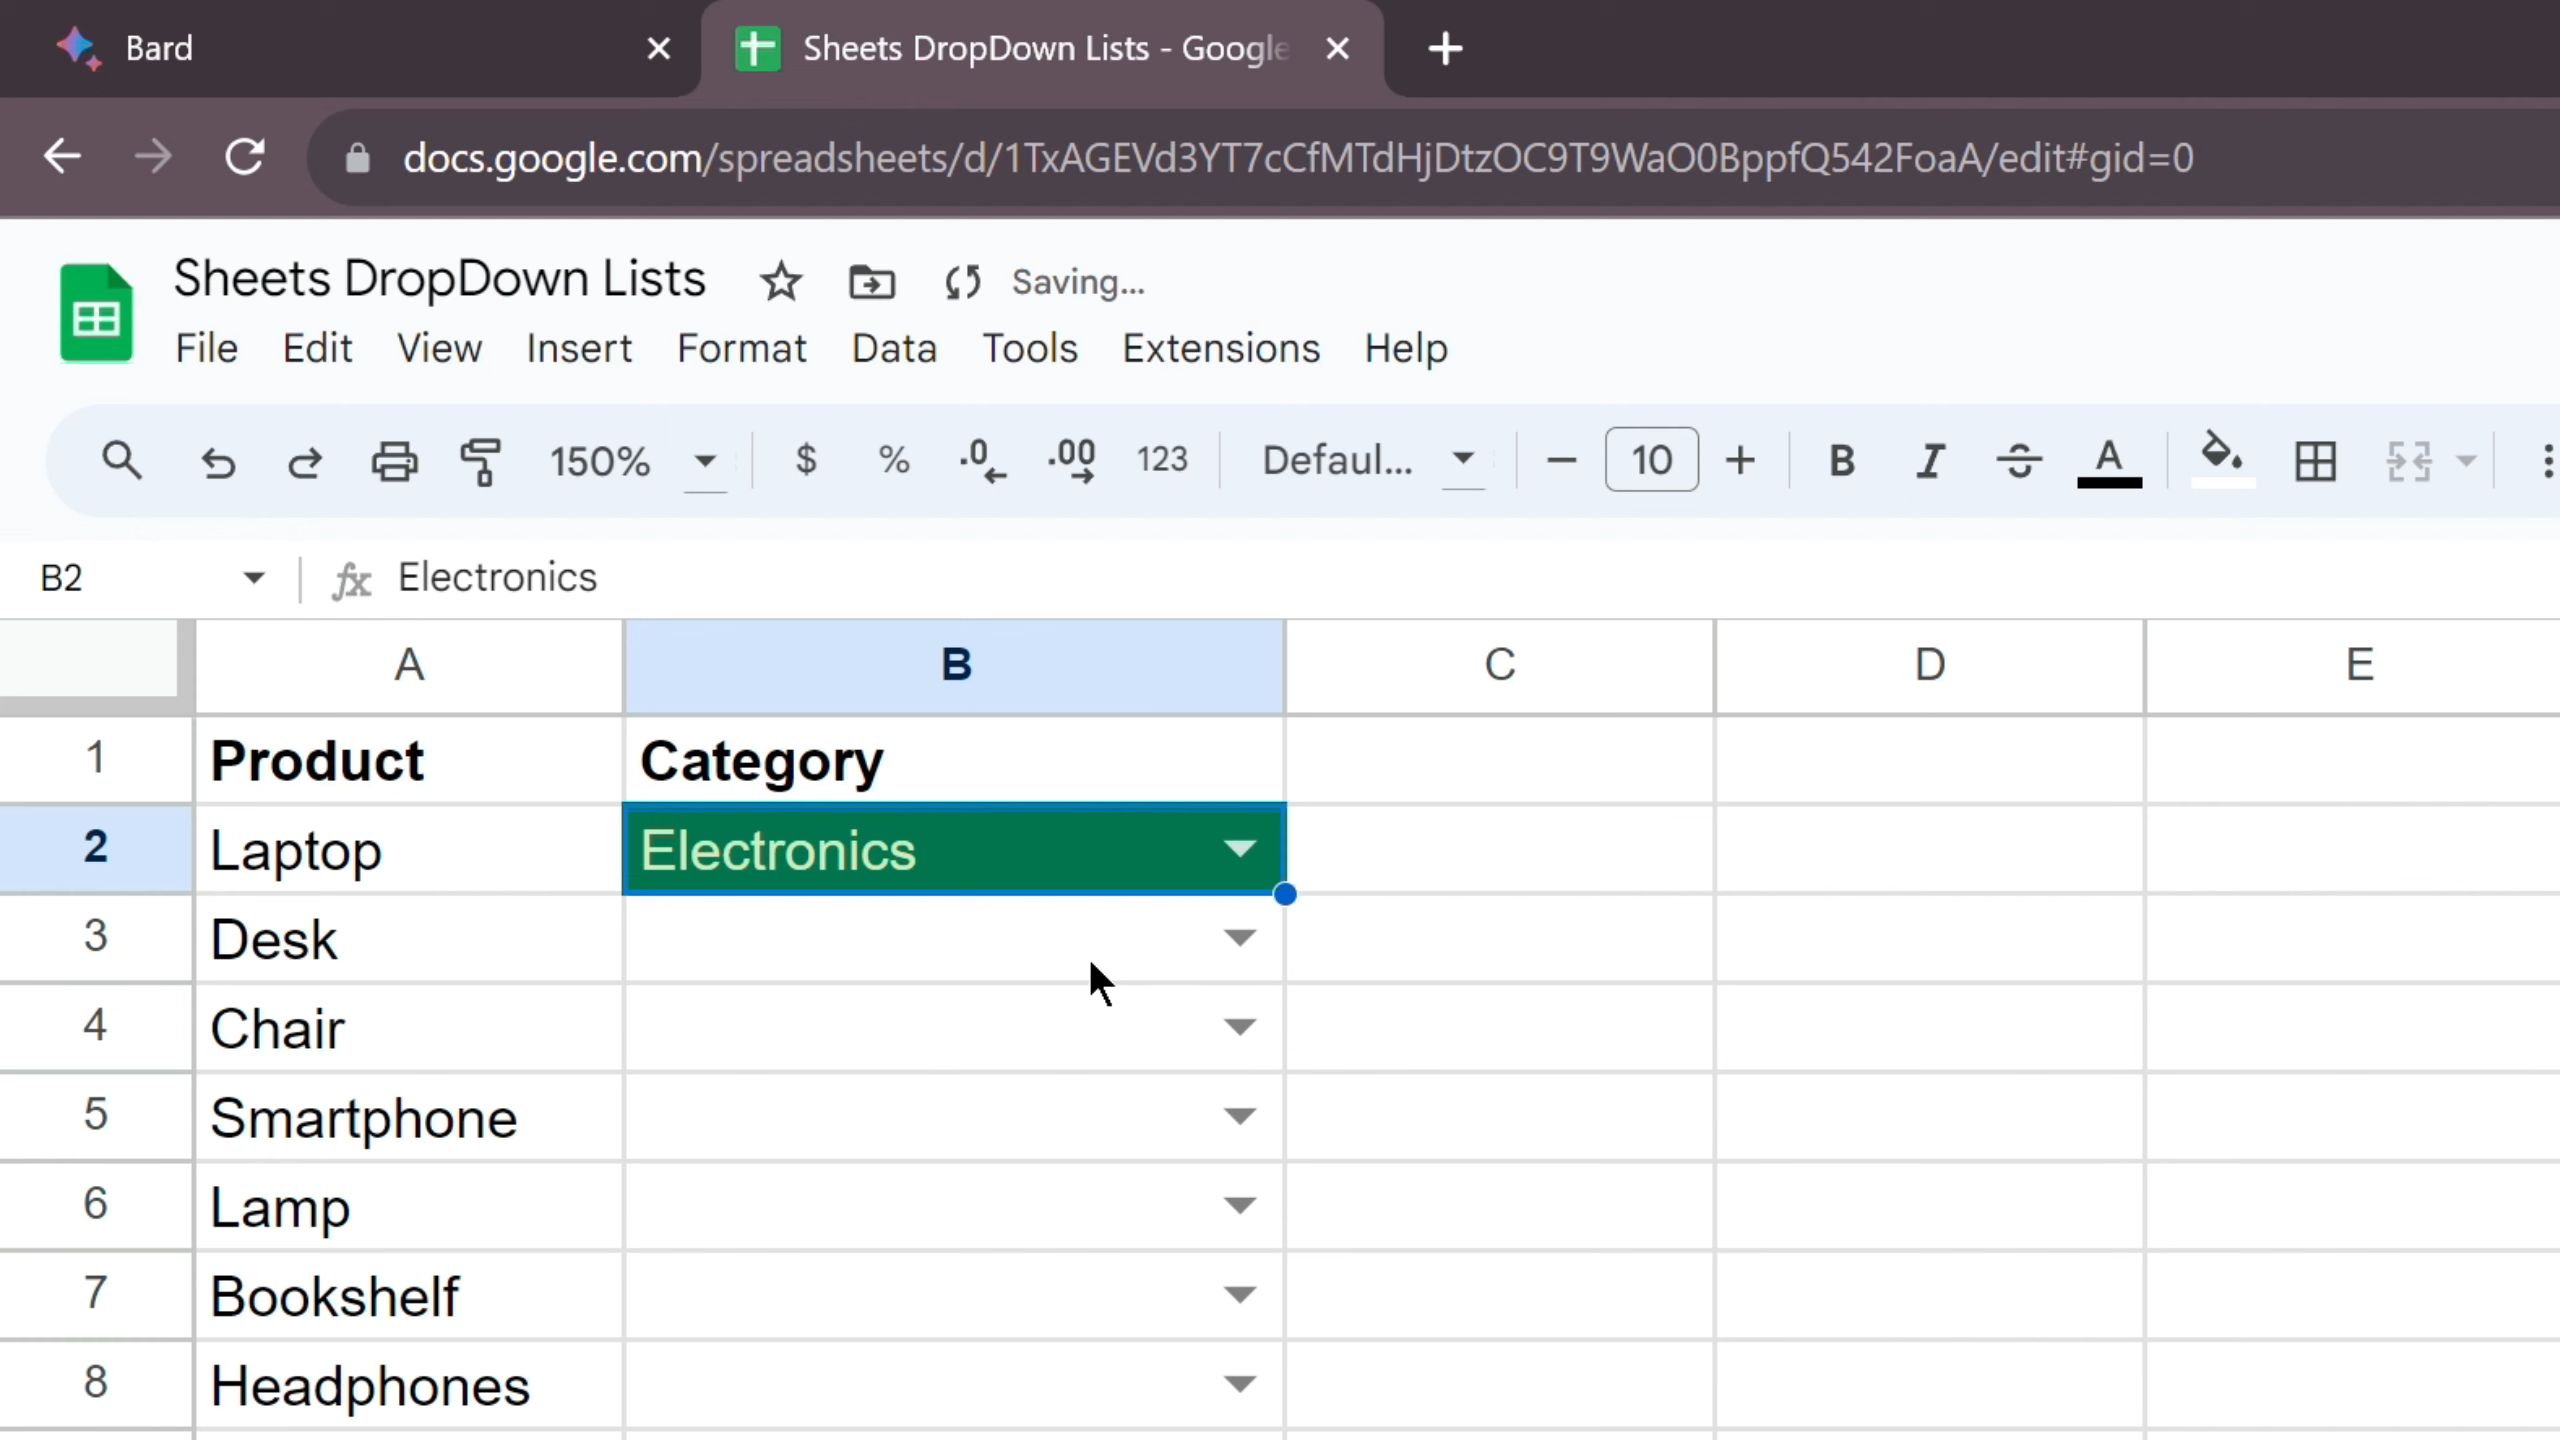 Bard
Sheets DropDown Lists - Google
docs.google.com/spreadsheets/d/1TxAGEVd3YT7cCfMTdHjDtzOC9T9WaO0BppfQ542FoaA/edit#gid=0
Sheets DropDown Lists Saving...
File Edit View Insert Format Data Tools Extensions Help
150% $ % .0 .00 123 Defaul... 10 B I S A
B2 fx Electronics
A B C D E
1 Product Category
2 Laptop Electronics
3 Desk
4 Chair
5 Smartphone
6 Lamp
7 Bookshelf
8 Headphones